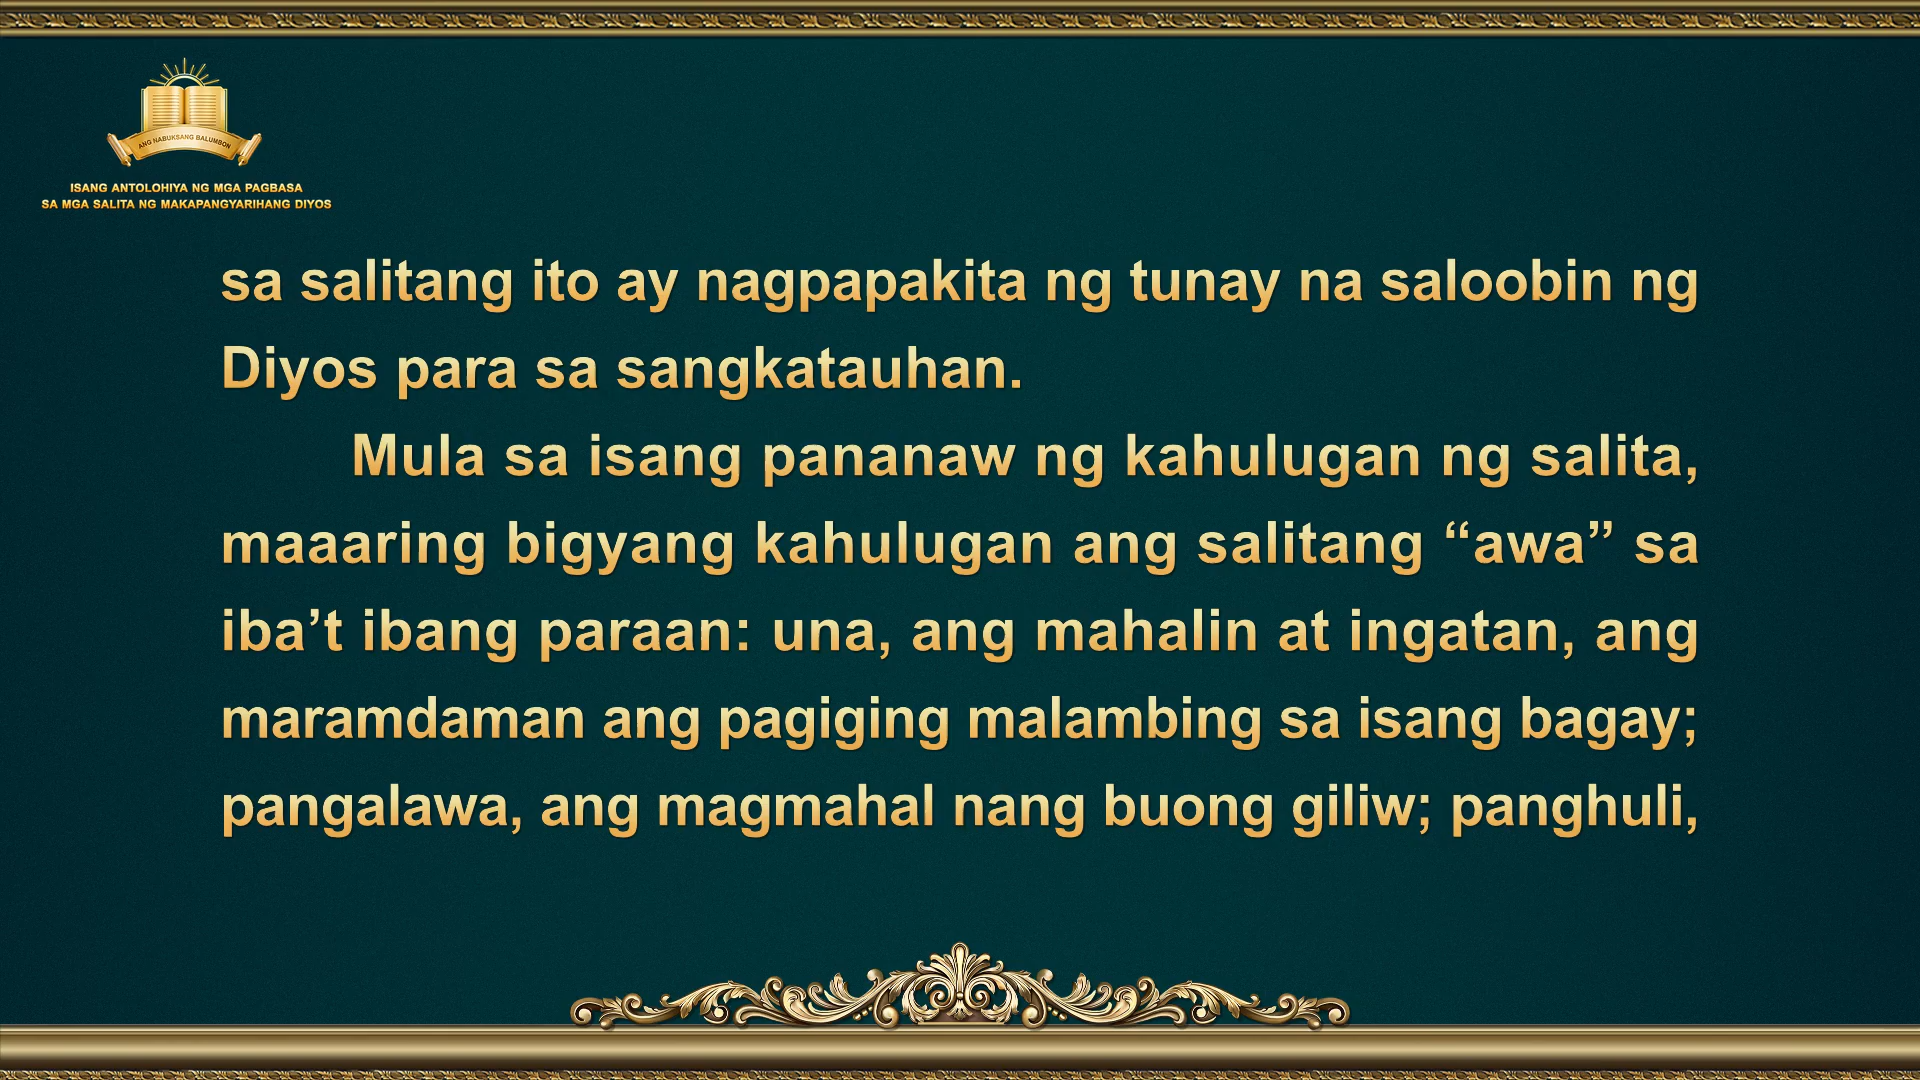 ANG NABUKSANG BALUMBON
ISANG ANTOLOHIYA NG MGA PAGBASA
SA MGA SALITA NG MAKAPANGYARIHANG DIYOS
sa salitang ito ay nagpapakita ng tunay na saloobin ng
Diyos para sa sangkatauhan.
Mula sa isang pananaw ng kahulugan ng salita,
maaaring bigyang kahulugan ang salitang “awa” sa
iba’t ibang paraan: una, ang mahalin at ingatan, ang
maramdaman ang pagiging malambing sa isang bagay;
pangalawa, ang magmahal nang buong giliw; panghuli,